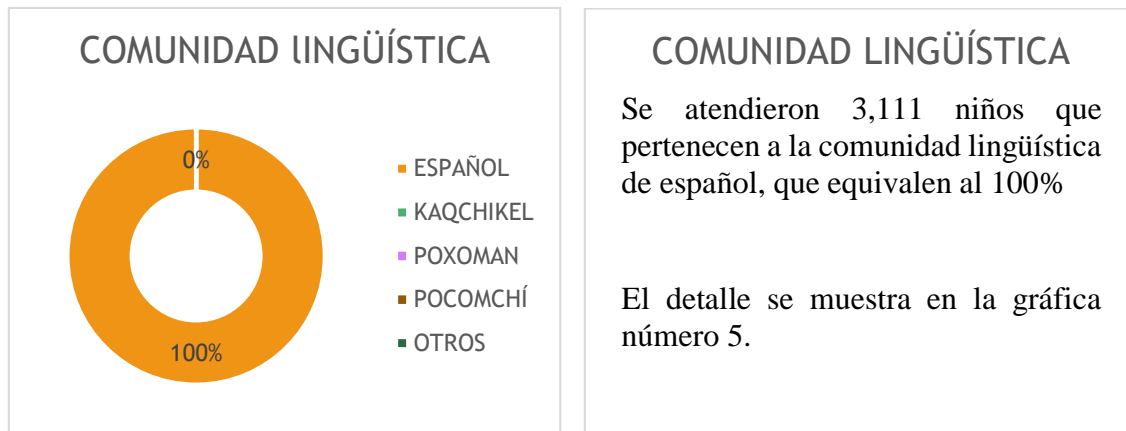 COMUNIDAD lINGÜÍSTICA
0%
100%
ESPAÑOL
KAQCHIKEL
POXOMAN
POCOMCHÍ
OTROS
COMUNIDAD LINGÜÍSTICA
Se atendieron 3,111 niños que
pertenecen a la comunidad lingüística
de español, que equivalen al 100%
El detalle se muestra en la gráfica
número 5.